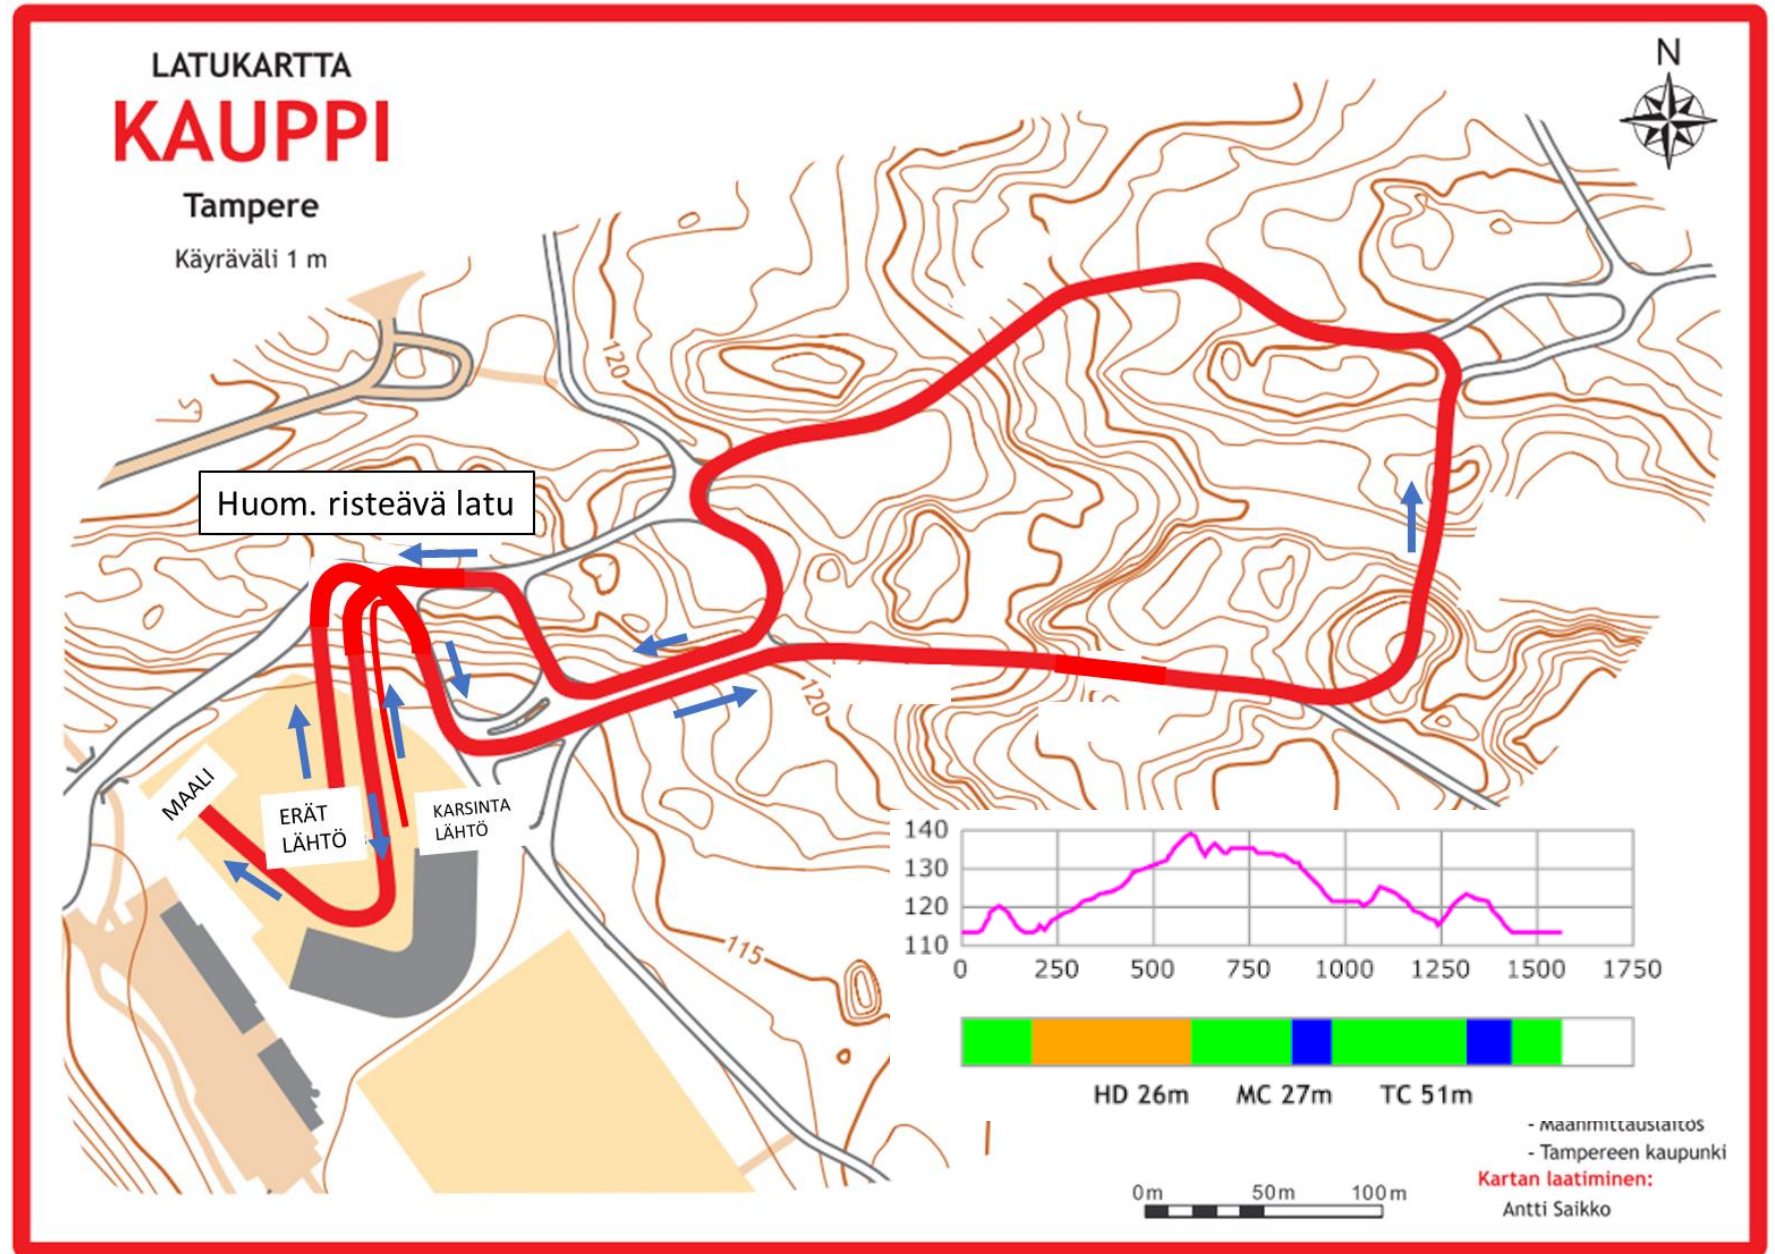 LATUKARTTA
KAUPPI
Tampere
Käyräväli 1 m
N
120
Huom. risteävä latu
120
MAALI
ERÄT
LÄHTÖ
KARSINTA
LÄHTÖ
115
140
130
120
110
0 250 500 750 1000 1250 1500 1750
HD 26m MC 27m TC 51m
- Maanmittauslaitos
- Tampereen kaupunki
Kartan laatiminen:
Antti Saikko
0m 50m 100m